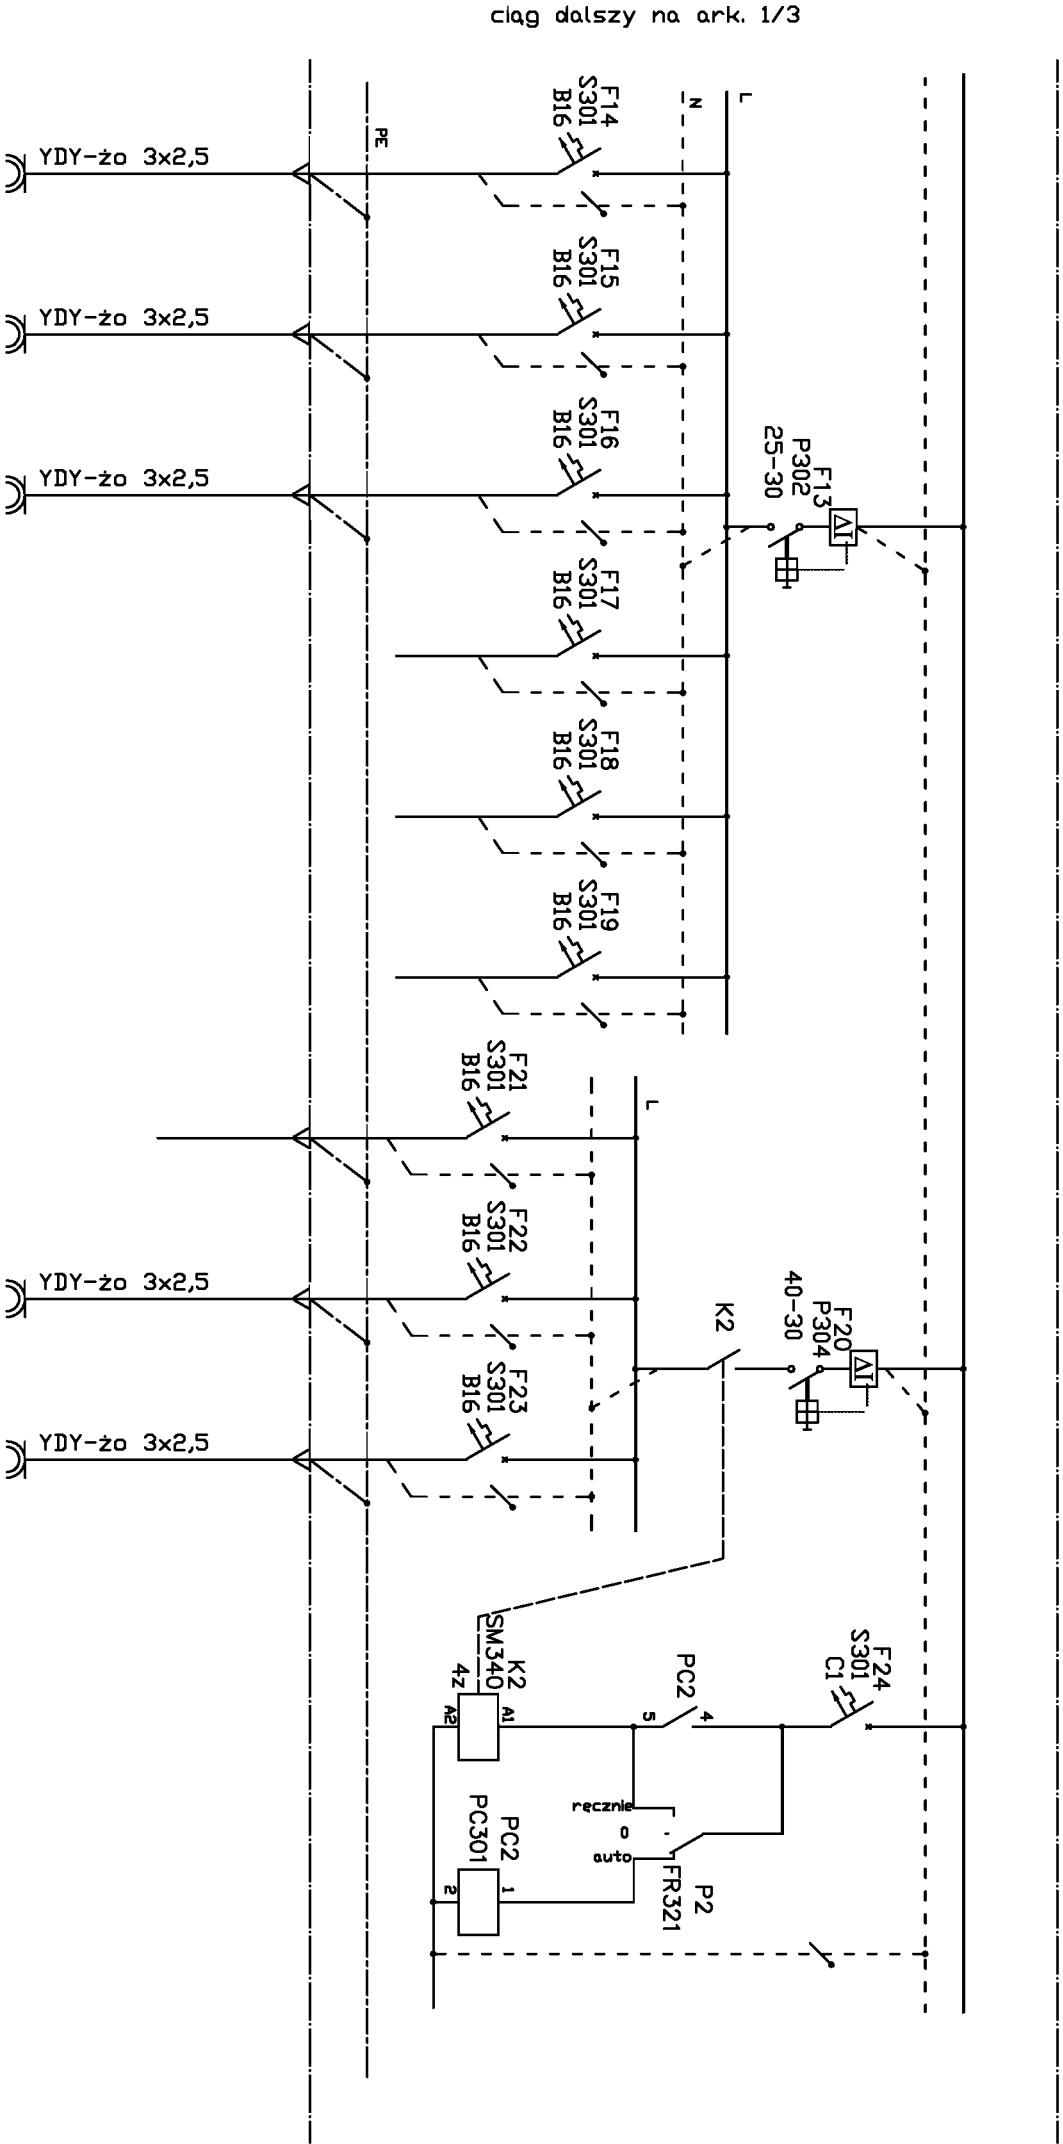 ciąg dalszy na ark. 1/3
L
N
PE
F14
S301
B16
YDY-żo 3x2,5
F15
S301
B16
YDY-żo 3x2,5
F16
S301
B16
YDY-żo 3x2,5
F13
P302
25-30
F17
S301
B16
F18
S301
B16
F19
S301
B16
L
F21
S301
B16
F22
S301
B16
YDY-żo 3x2,5
F20
P304
40-30
K2
F23
S301
B16
YDY-żo 3x2,5
F24
S301
C1
K2
SM340
4z
A1
A2
PC2
4
5
ręcznie
0
auto
P2
FR321
PC2
PC301
1
2